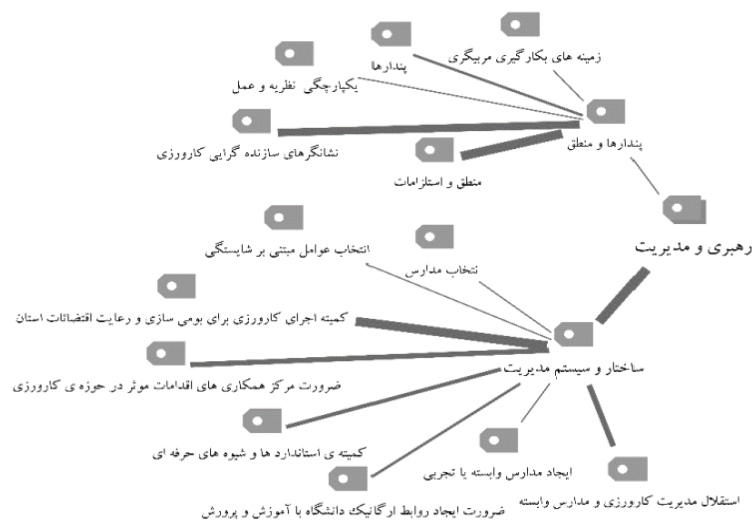 زمینه های بکارگیری مربیگری
پندارها
یکپارچگی نظریه و عمل
نشانگرهای سازنده گرایی کارورزی
پندارها و منطق
منطق و استلزامات
رهبری و مدیریت
انتخاب عوامل مبتنی بر شایستگی
نتخاب مدارس
کمیته اجرای کارورزی برای بومی سازی و رعایت اقتضائات استان
ساختار و سیستم مدیریت
ضرورت مرکز همکاری های اقدامات موثر در حوزه ی کارورزی
کمیته ی استاندارد ها و شیوه های حرفه ای
ایجاد مدارس وابسته یا تجربی
استقلال مدیریت کارورزی و مدارس وابسته
ضرورت ایجاد روابط ارگانیک دانشگاه با آموزش و پرورش